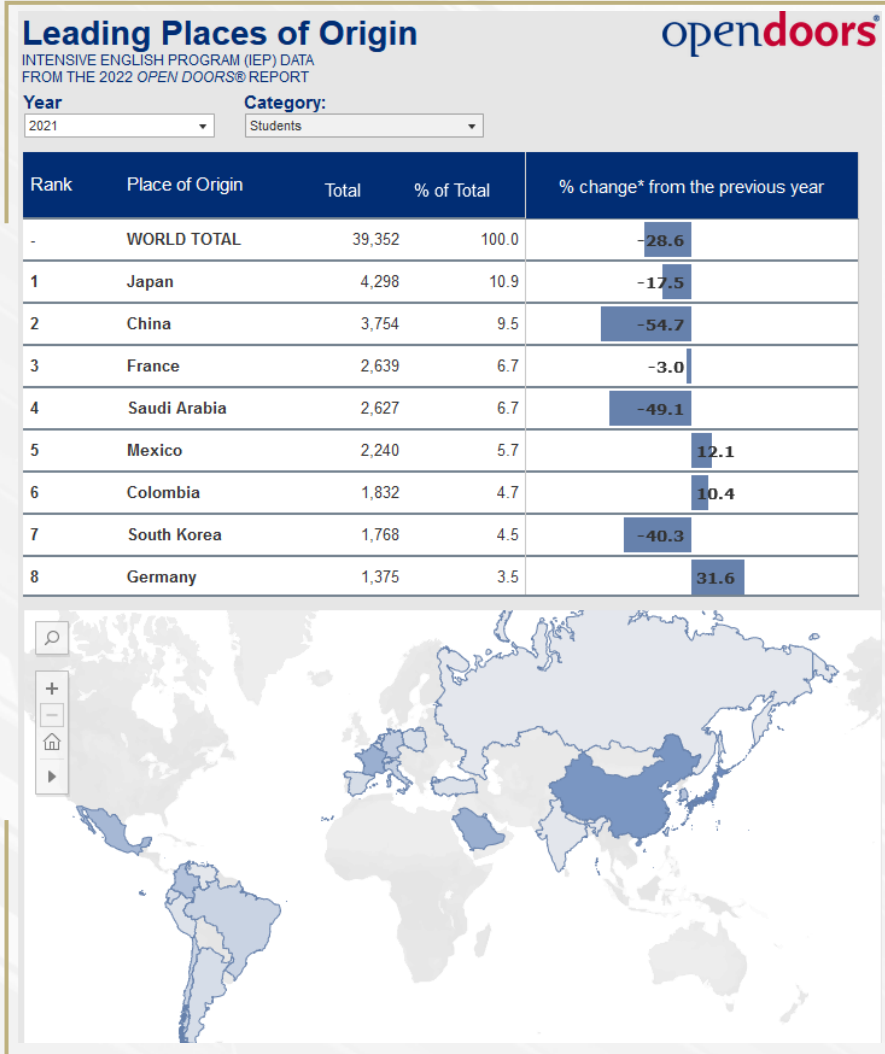 Leading Places of Origin
opendoors®
INTENSIVE ENGLISH PROGRAM (IEP) DATA
FROM THE 2022 OPEN DOORS® REPORT
Year
Category:
2021
Students
Rank Place of Origin Total % of Total % change* from the previous year
- WORLD TOTAL 39,352 100.0 -28.6
1 Japan 4,298 10.9 -17.5
2 China 3,754 9.5 -54.7
3 France 2,639 6.7 -3.0
4 Saudi Arabia 2,627 6.7 -49.1
5 Mexico 2,240 5.7 12.1
6 Colombia 1,832 4.7 10.4
7 South Korea 1,768 4.5 -40.3
8 Germany 1,375 3.5 31.6